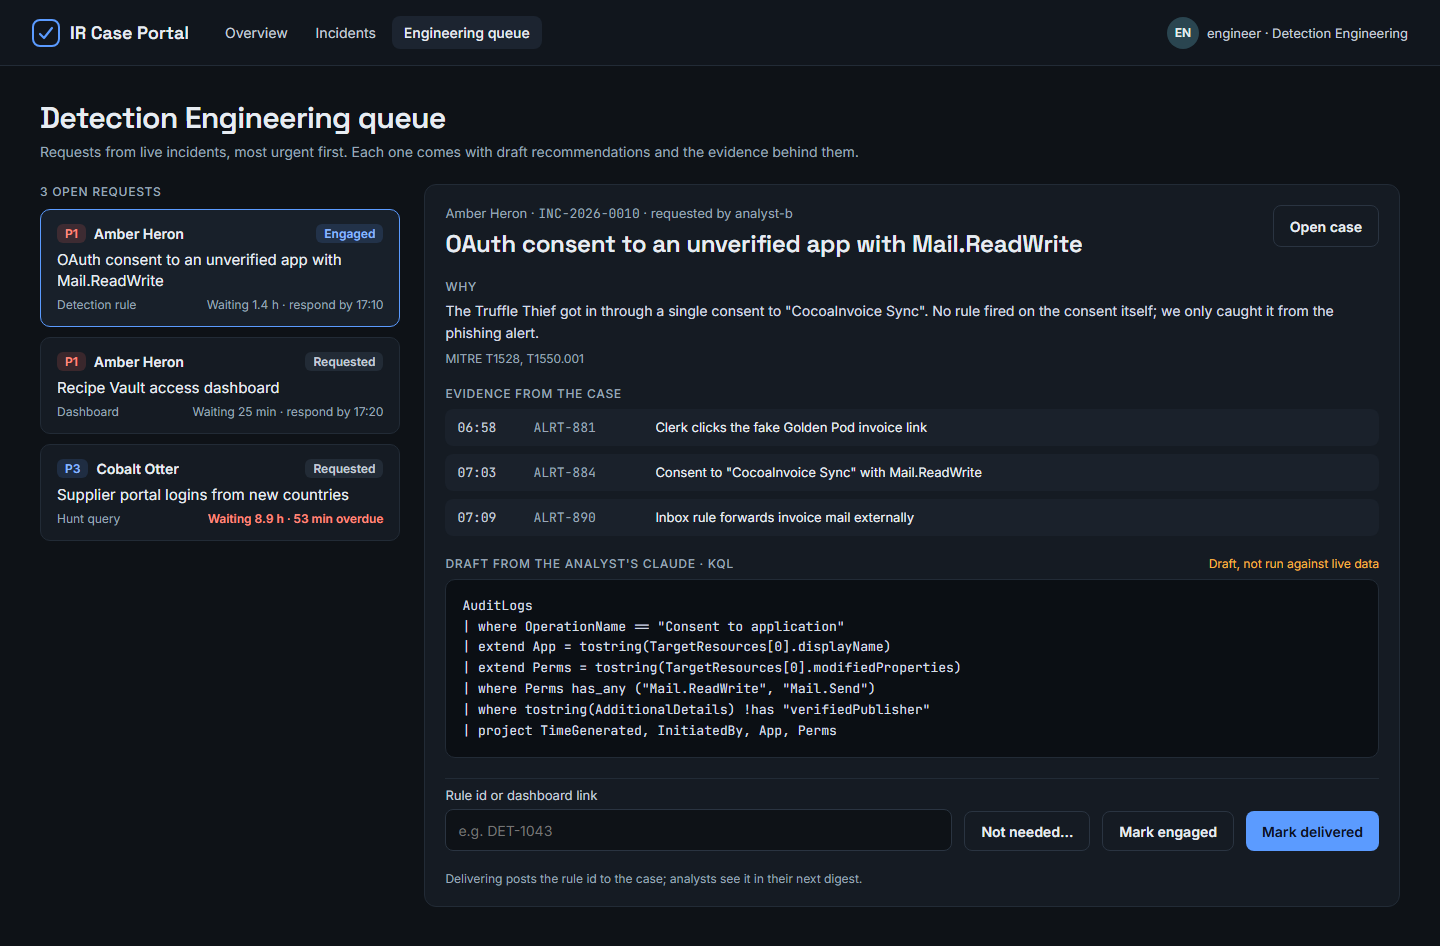 IR Case Portal
Overview
Incidents
Engineering queue
EN
engineer · Detection Engineering
Detection Engineering queue
Requests from live incidents, most urgent first. Each one comes with draft recommendations and the evidence behind them.
3 OPEN REQUESTS
P1 Amber Heron Engaged
OAuth consent to an unverified app with
Mail.ReadWrite
Detection rule Waiting 1.4 h · respond by 17:10
P1 Amber Heron Requested
Recipe Vault access dashboard
Dashboard Waiting 25 min · respond by 17:20
P3 Cobalt Otter Requested
Supplier portal logins from new countries
Hunt query Waiting 8.9 h · 53 min overdue
Amber Heron · INC-2026-0010 · requested by analyst-b
OAuth consent to an unverified app with Mail.ReadWrite
Open case
WHY
The Truffle Thief got in through a single consent to "CocoaInvoice Sync". No rule fired on the consent itself; we only caught it from the
phishing alert.
MITRE T1528, T1550.001
EVIDENCE FROM THE CASE
06:58 ALRT-881 Clerk clicks the fake Golden Pod invoice link
07:03 ALRT-884 Consent to "CocoaInvoice Sync" with Mail.ReadWrite
07:09 ALRT-890 Inbox rule forwards invoice mail externally
DRAFT FROM THE ANALYST'S CLAUDE · KQL
Draft, not run against live data
AuditLogs
| where OperationName == "Consent to application"
| extend App = tostring(TargetResources[0].displayName)
| extend Perms = tostring(TargetResources[0].modifiedProperties)
| where Perms has_any ("Mail.ReadWrite", "Mail.Send")
| where tostring(AdditionalDetails) !has "verifiedPublisher"
| project TimeGenerated, InitiatedBy, App, Perms
Rule id or dashboard link
e.g. DET-1043
Not needed...
Mark engaged
Mark delivered
Delivering posts the rule id to the case; analysts see it in their next digest.